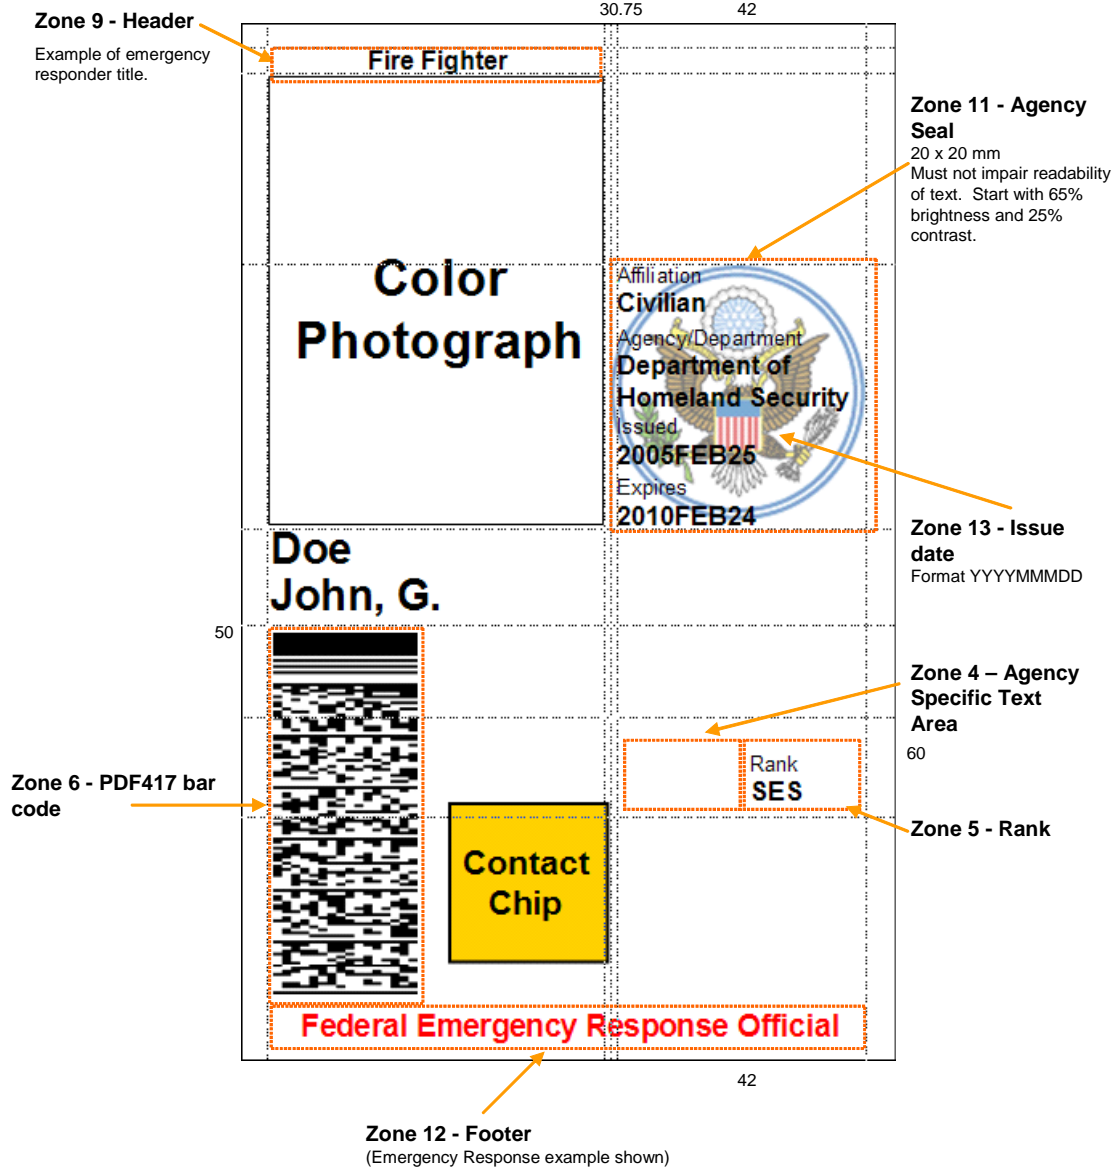 30.75
42
Zone 9 - Header
Example of emergency
responder title.
Fire Fighter
Zone 11 - Agency
Seal
20 x 20 mm
Must not impair readability
of text. Start with 65%
brightness and 25%
contrast.
Color
Photograph
Affiliation
Civilian
Agency/Department
Department of
Homeland Security
Issued
2005FEB25
Expires
2010FEB24
Zone 13 - Issue
date
Format YYYYMMMDD
Doe
John, G.
50
Zone 4 – Agency
Specific Text
Area
60
Rank
SES
Zone 6 - PDF417 bar
code
Zone 5 - Rank
Contact
Chip
Federal Emergency Response Official
42
Zone 12 - Footer
(Emergency Response example shown)